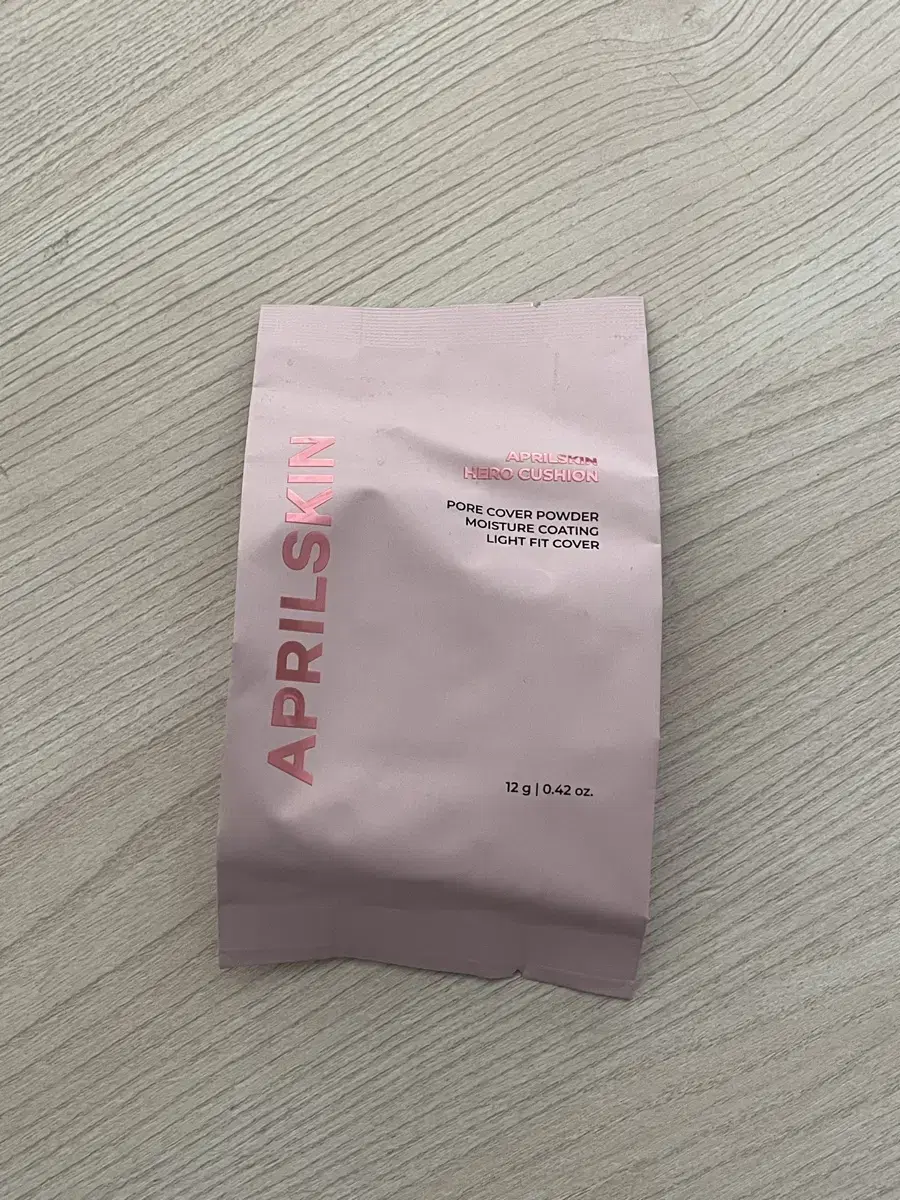 APRILSKIN
APRILSKIN
HERO CUSHION
PORE COVER POWDER
MOISTURE COATING
LIGHT FIT COVER
12 g | 0.42 oz.